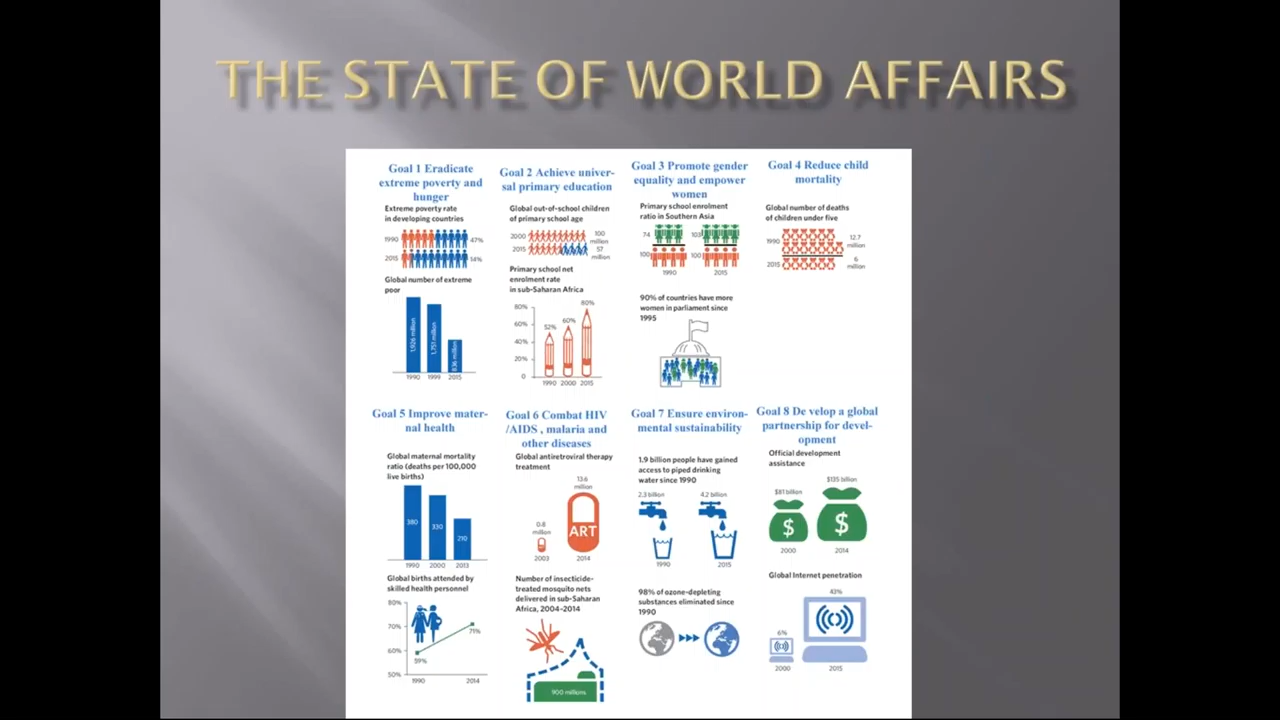 THE STATE OF WORLD AFFAIRS
Goal 1 Eradicate
extreme poverty and
hunger
Extreme poverty rate
in developing countries
1990
47%
2015
14%
Global number of extreme
poor
1,926 million
1,751 million
836 million
1990 1999 2015
Goal 2 Achieve univer-
sal primary education
Global out-of-school children
of primary school age
2000
100
million
2015
57
million
Primary school net
enrolment rate
in sub-Saharan Africa
80%
80%
60%
60%
52%
40%
20%
0
1990 2000 2015
Goal 3 Promote gender
equality and empower
women
Primary school enrolment
ratio in Southern Asia
74
103
100
100
1990
2015
90% of countries have more
women in parliament since
1995
Goal 4 Reduce child
mortality
Global number of deaths
of children under five
1990
12.7
million
2015
6
million
Goal 5 Improve mater-
nal health
Global maternal mortality
ratio (deaths per 100,000
live births)
380
330
210
1990 2000 2013
Global births attended by
skilled health personnel
80%
70%
71%
60%
59%
50%
1990
2014
Goal 6 Combat HIV
/AIDS , malaria and
other diseases
Global antiretroviral therapy
treatment
13.6
million
0.8
million
ART
2003
2014
Number of insecticide-
treated mosquito nets
delivered in sub-Saharan
Africa, 2004–2014
900 millions
Goal 7 Ensure environ-
mental sustainability
1.9 billion people have gained
access to piped drinking
water since 1990
2.3 billion
4.2 billion
1990
2015
98% of ozone-depleting
substances eliminated since
1990
Goal 8 De velop a global
partnership for devel-
opment
Official development
assistance
$81 billion
$135 billion
$
$
2000
2014
Global Internet penetration
43%
6%
2000
2015